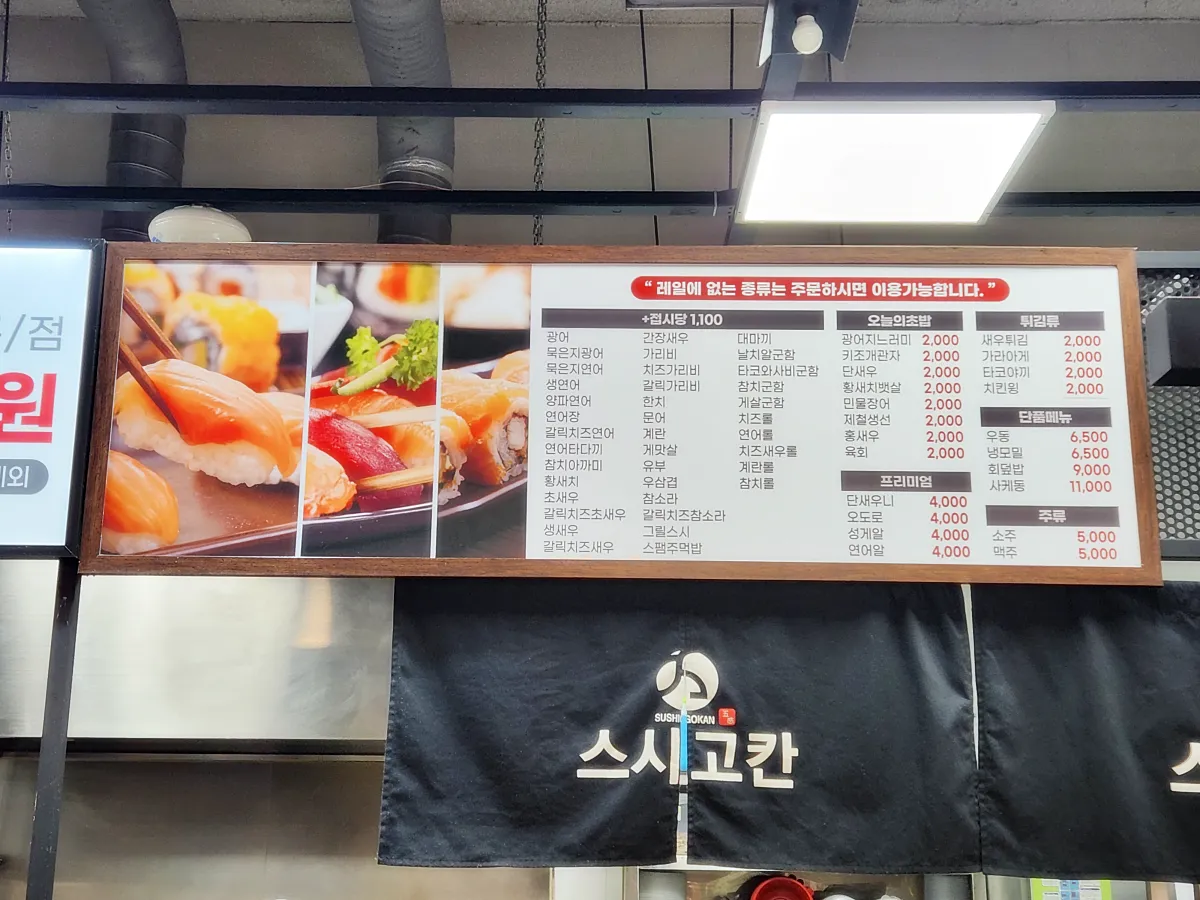 /점
원
외
“ 레일에 없는 종류는 주문하시면 이용가능합니다. ”
+접시당 1,100
광어
묵은지광어
묵은지연어
생연어
양파연어
연어장
갈릭치즈연어
연어타다끼
참치아까미
황새치
초새우
갈릭치즈초새우
생새우
갈릭치즈새우
간장새우
가리비
치즈가리비
갈릭가리비
한치
문어
계란
게맛살
유부
우삼겹
참소라
갈릭치즈참소라
그릴스시
스팸주먹밥
대마끼
날치알군함
타코와사비군함
참치군함
게살군함
치즈롤
연어롤
치즈새우롤
계란롤
참치롤
오늘의초밥
광어지느러미 2,000
키조개관자 2,000
단새우 2,000
황새치뱃살 2,000
민물장어 2,000
제철생선 2,000
홍새우 2,000
육회 2,000
프리미엄
단새우니 4,000
오도로 4,000
성게알 4,000
연어알 4,000
튀김류
새우튀김 2,000
가라아게 2,000
타코야끼 2,000
치킨윙 2,000
단품메뉴
우동 6,500
냉모밀 6,500
회덮밥 9,000
사케동 11,000
주류
소주 5,000
맥주 5,000
SUSHI GOKAN
스시고칸
스